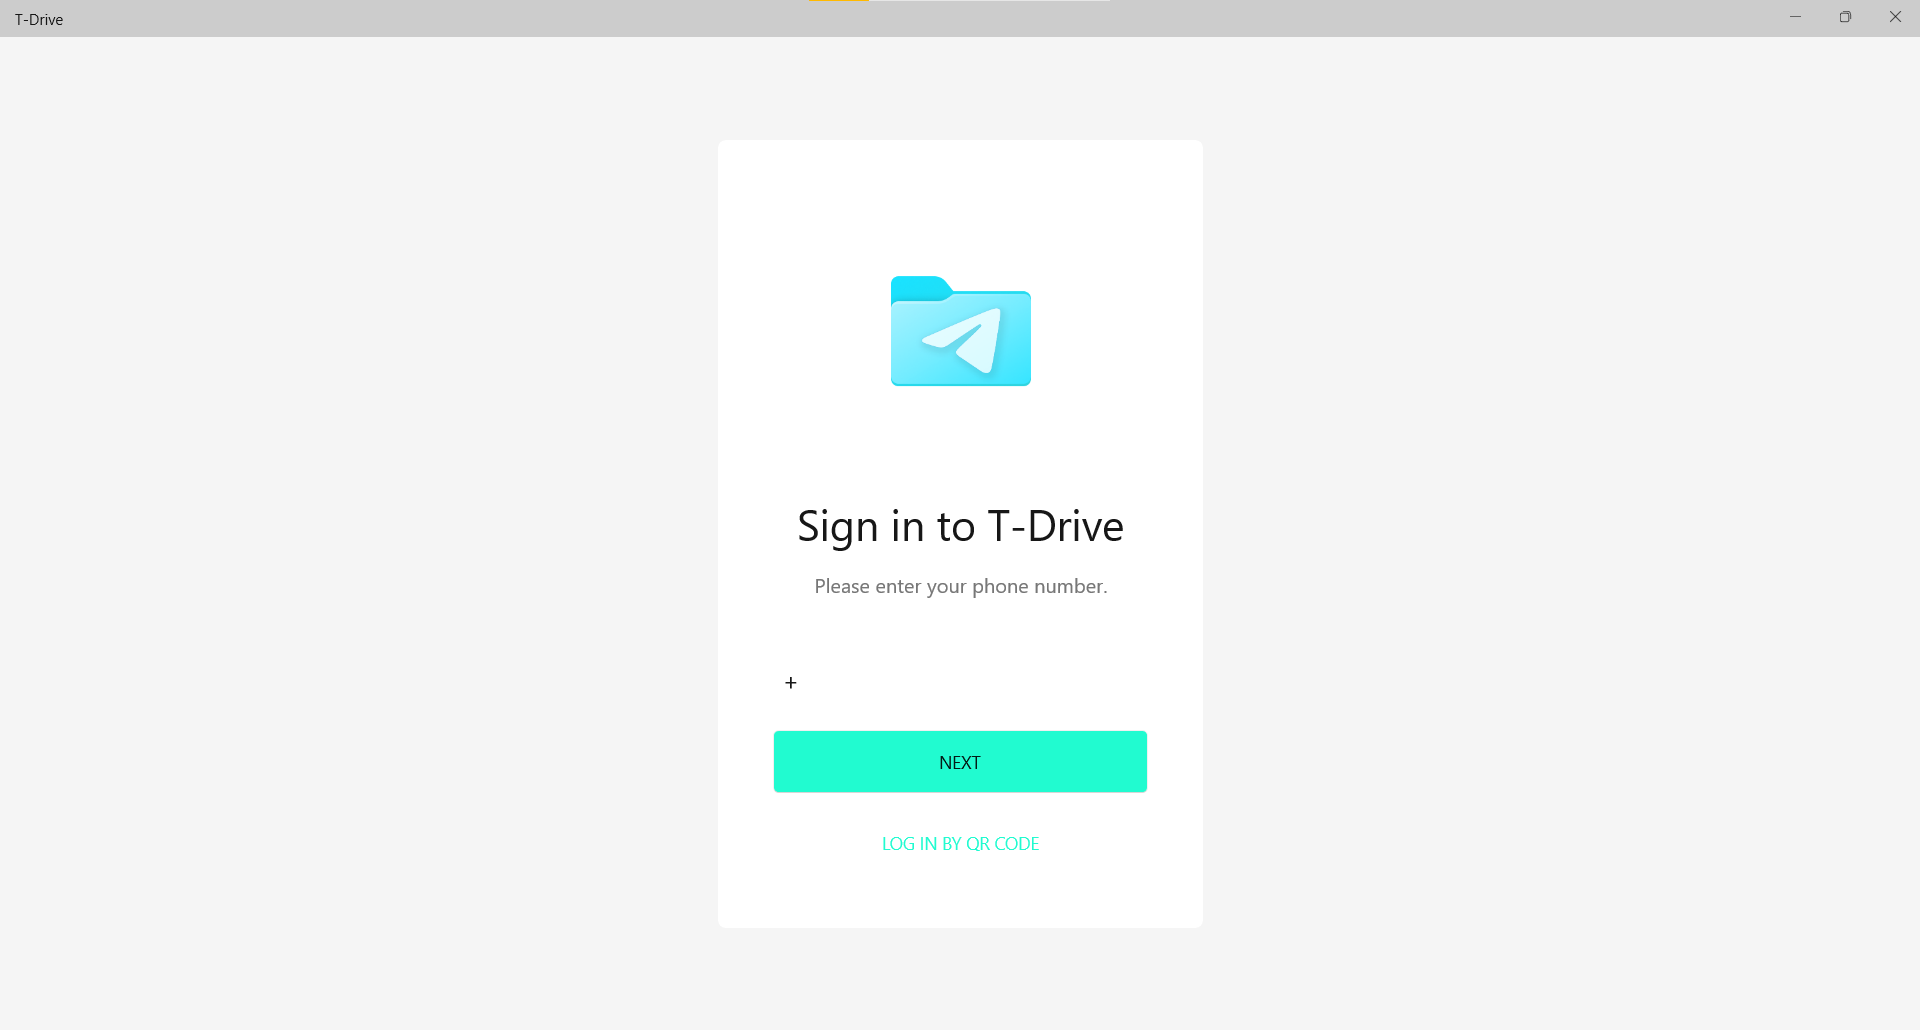 T-Drive
Sign in to T-Drive
Please enter your phone number.
+
NEXT
LOG IN BY QR CODE